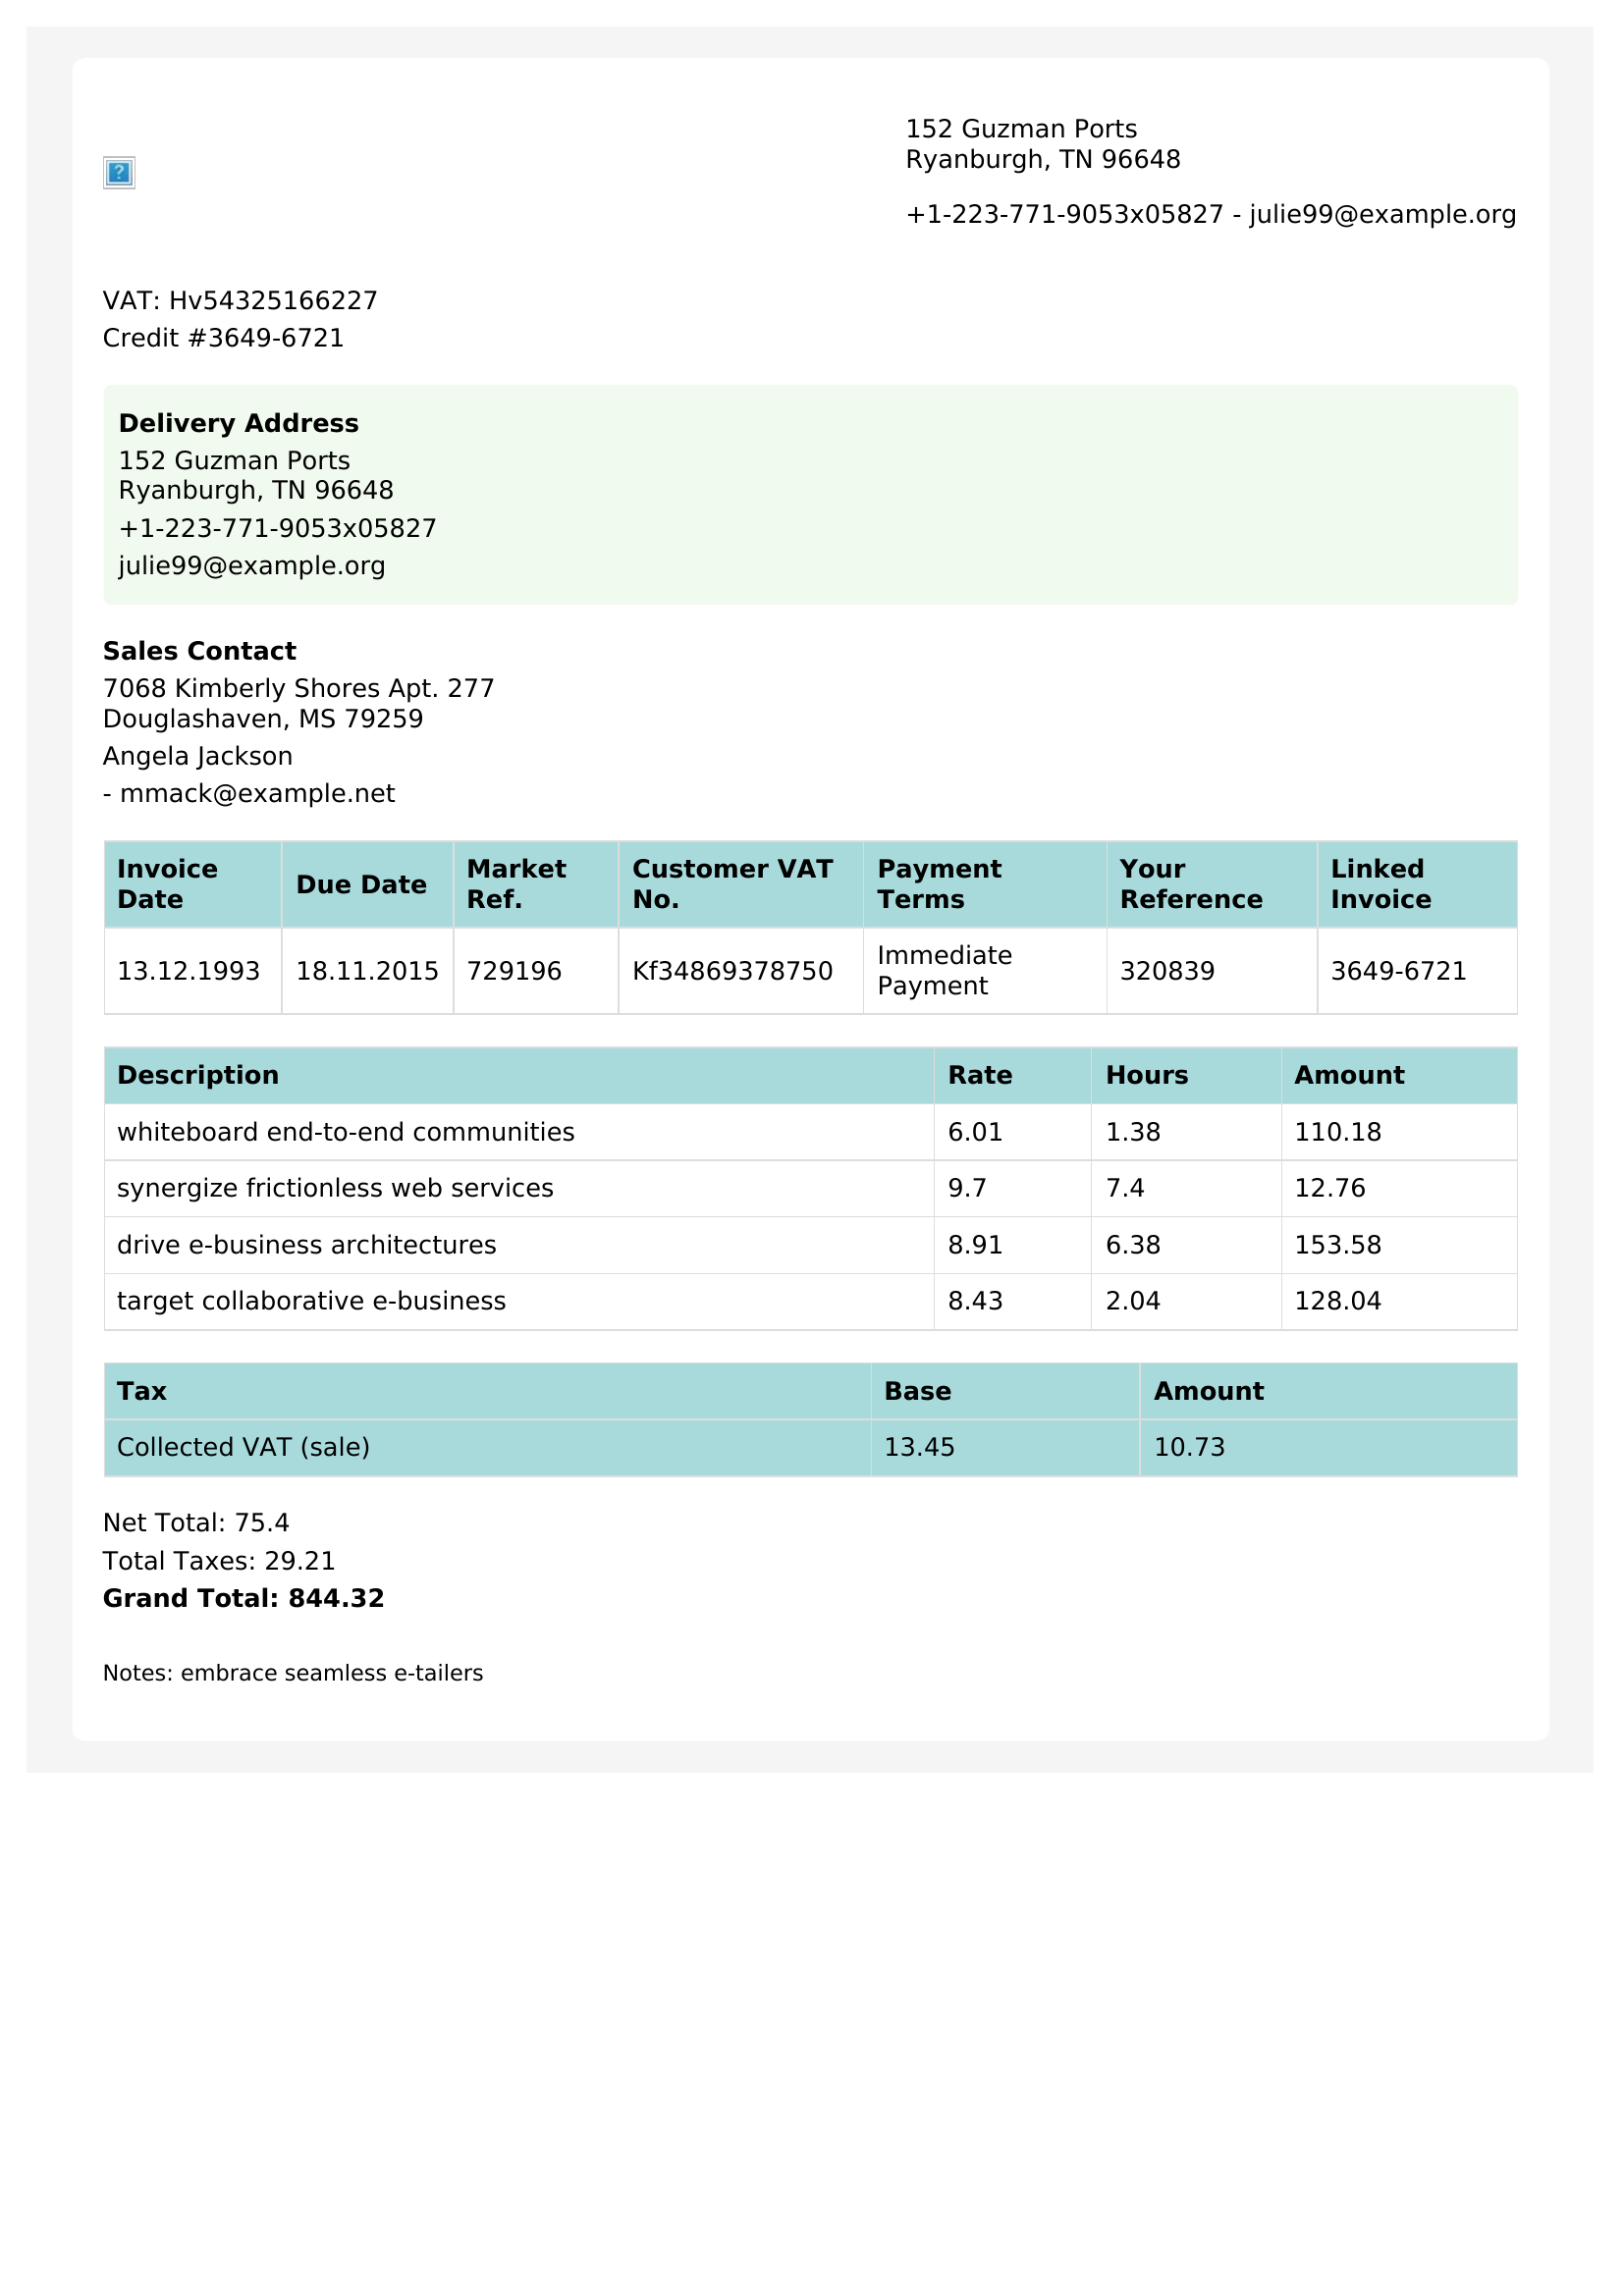 152 Guzman Ports
Ryanburgh, TN 96648
+1-223-771-9053x05827 - julie99@example.org
VAT: Hv54325166227
Credit #3649-6721
Delivery Address
152 Guzman Ports
Ryanburgh, TN 96648
+1-223-771-9053x05827
julie99@example.org
Sales Contact
7068 Kimberly Shores Apt. 277
Douglashaven, MS 79259
Angela Jackson
- mmack@example.net
Invoice Date Due Date Market Ref. Customer VAT No. Payment Terms Your Reference Linked Invoice
13.12.1993 18.11.2015 729196 Kf34869378750 Immediate Payment 320839 3649-6721
Description Rate Hours Amount
whiteboard end-to-end communities 6.01 1.38 110.18
synergize frictionless web services 9.7 7.4 12.76
drive e-business architectures 8.91 6.38 153.58
target collaborative e-business 8.43 2.04 128.04
Tax Base Amount
Collected VAT (sale) 13.45 10.73
Net Total: 75.4
Total Taxes: 29.21
Grand Total: 844.32
Notes: embrace seamless e-tailers